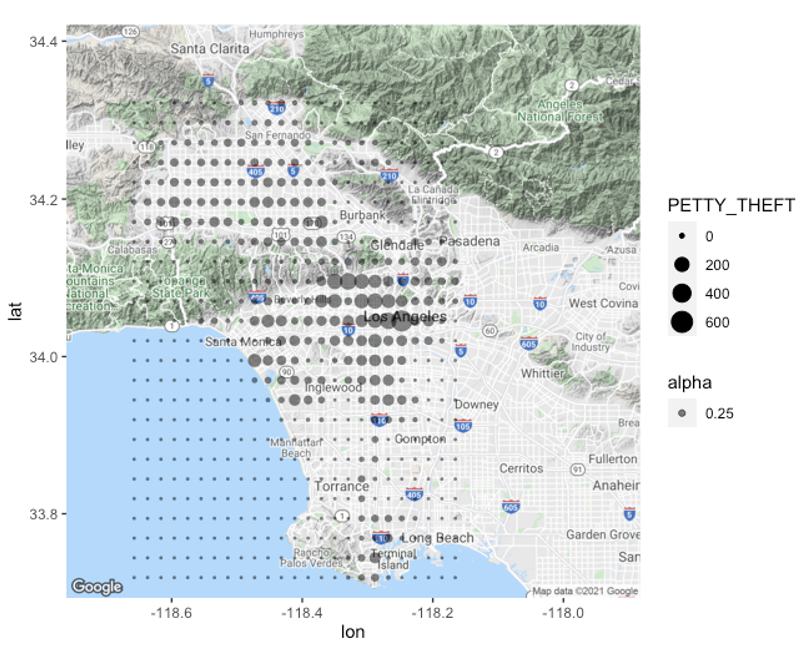 126
Humphreys
34.4
Santa Clarita
5
2
Cedar
210
Angeles
National Forest
San Fernando
118
lley
2
405
5
210
La Cañada
Flintridge
34.2
PETTY_THEFT
Burbank
0
101
134
27
Glendale
Pasadena
Arcadia
Azusa
200
Calabasas
400
Topanga
State Park
ta Monica
ountains
National
creation
600
405
Beverly Hills
10
10
Covi
West Covina
lat
Los Angeles
1
10
60
City of
Industry
Santa Monica
605
34.0
5
alpha
90
Whittier
Inglewood
0.25
Downey
110
105
Brea
Manhattan
Beach
Compton
Fullerton
Cerritos
91
Torrance
405
Anaheim
605
33.8
1
5
Long Beach
Garden Grove
Rancho
Palos Verdes
Terminal
Island
San
Google
Map data ©2021 Google
-118.6
-118.4
-118.2
-118.0
lon